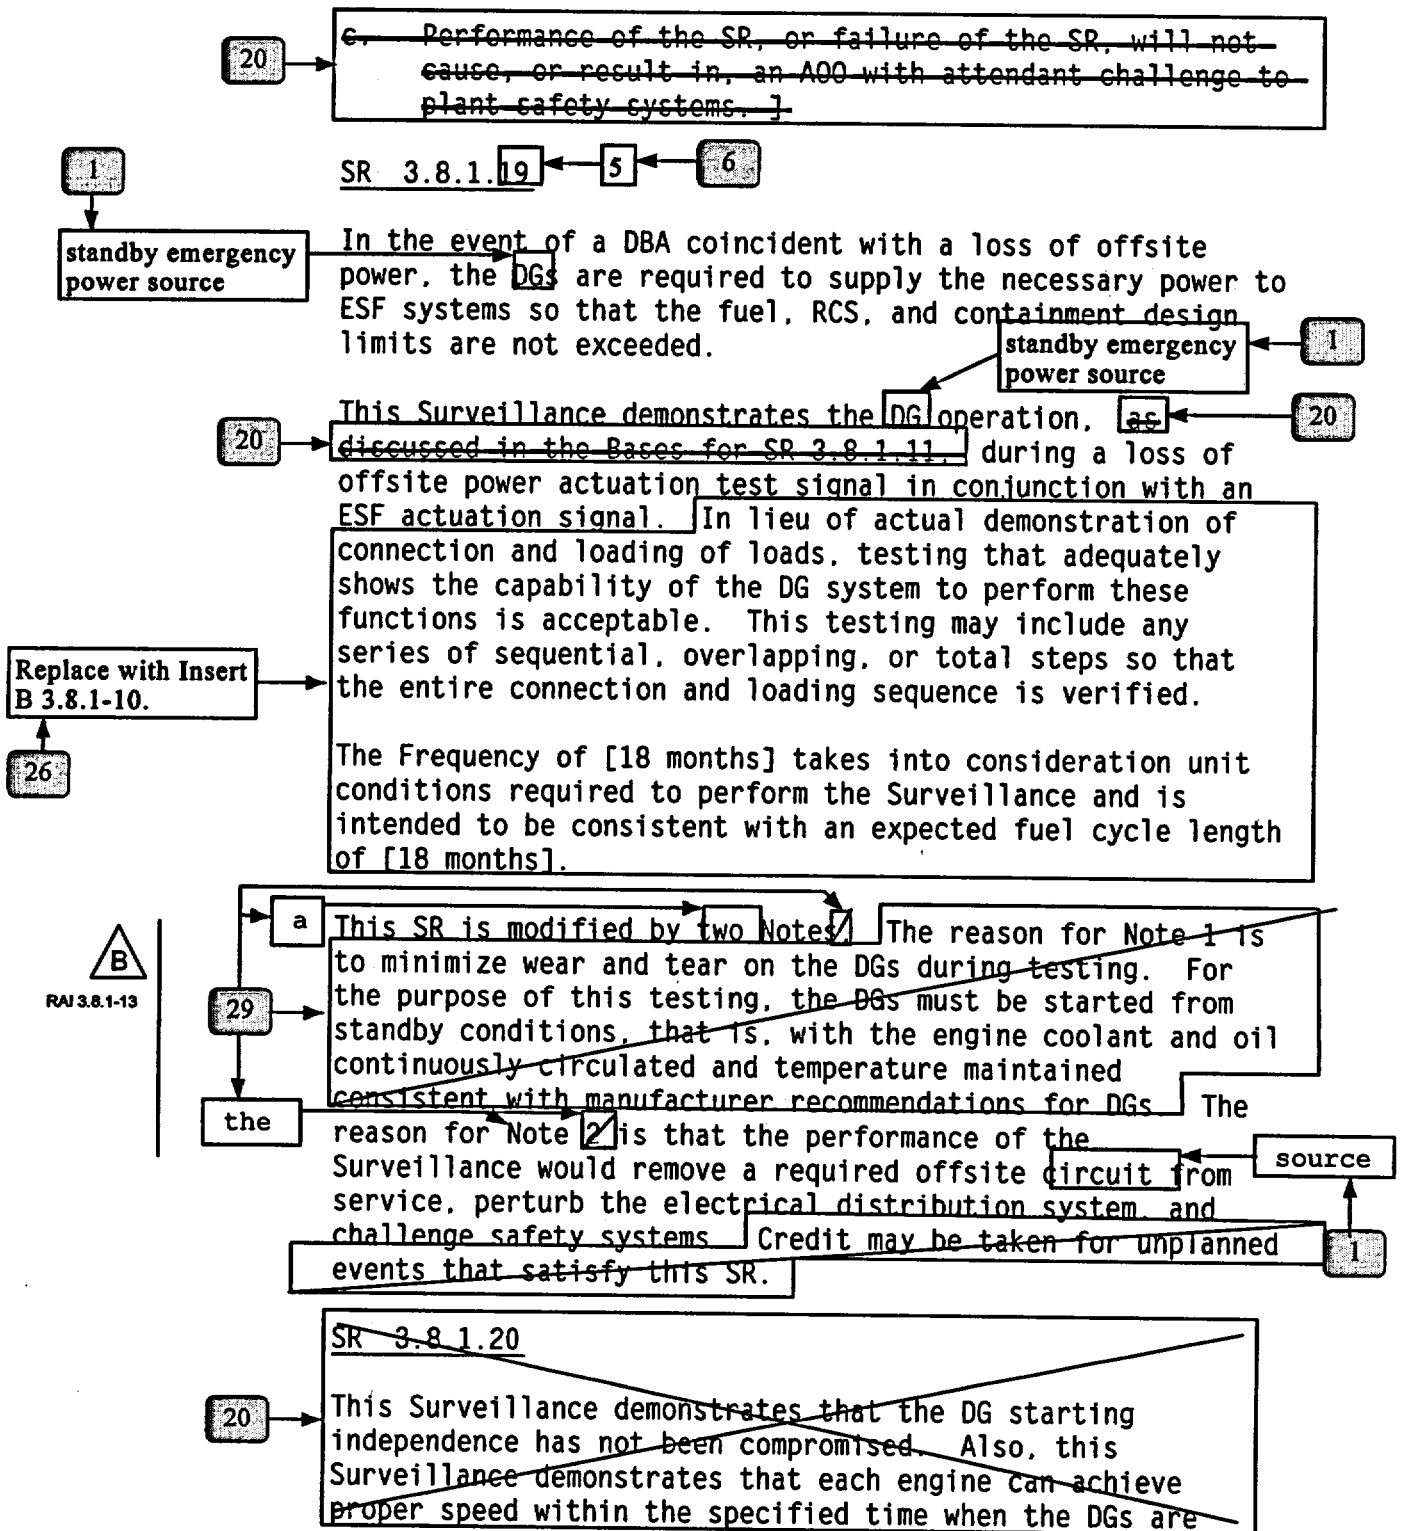 c. Performance of the SR, or failure of the SR, will not
20
cause, or result in, an AOO with attendant challenge to
plant safety systems. ]
1
SR 3.8.1.19 5 6
standby emergency
power source
In the event of a DBA coincident with a loss of offsite
power, the DGs are required to supply the necessary power to
ESF systems so that the fuel, RCS, and containment design
limits are not exceeded.
standby emergency
power source
1
This Surveillance demonstrates the DG operation, as
20
20
discussed in the Bases for SR 3.8.1.11, during a loss of
offsite power actuation test signal in conjunction with an
ESF actuation signal. In lieu of actual demonstration of
connection and loading of loads, testing that adequately
shows the capability of the DG system to perform these
functions is acceptable. This testing may include any
series of sequential, overlapping, or total steps so that
the entire connection and loading sequence is verified.
Replace with Insert
B 3.8.1-10.
26
The Frequency of [18 months] takes into consideration unit
conditions required to perform the Surveillance and is
intended to be consistent with an expected fuel cycle length
of [18 months].
a
This SR is modified by two Notes. The reason for Note 1 is
to minimize wear and tear on the DGs during testing. For
the purpose of this testing, the DGs must be started from
standby conditions, that is, with the engine coolant and oil
continuously circulated and temperature maintained
consistent with manufacturer recommendations for DGs The
B
RAI 3.8.1-13
29
the
reason for Note 2 is that the performance of the
Surveillance would remove a required offsite circuit from
source
service, perturb the electrical distribution system, and
challenge safety systems Credit may be taken for unplanned
1
events that satisfy this SR.
SR 3.8.1.20
20
This Surveillance demonstrates that the DG starting
independence has not been compromised. Also, this
Surveillance demonstrates that each engine can achieve
proper speed within the specified time when the DGs are